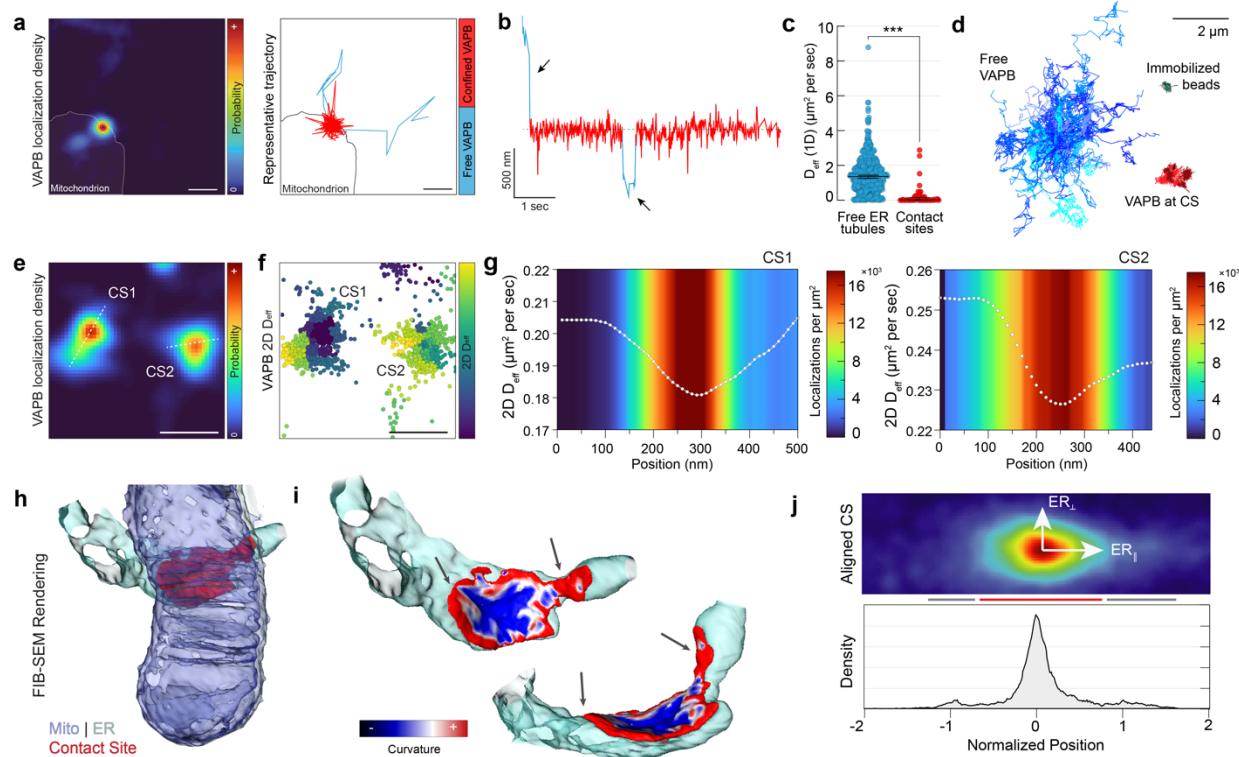 a
VAPB localization density
Mitochondrion
+
Probability
0
Representative trajectory
Mitochondrion
Confined VAPB
Free VAPB
b
500 nm
1 sec
c
***
Deff (1D) (µm² per sec)
10
8
6
4
2
0
Free ER
tubules
Contact
sites
d
2 µm
Free
VAPB
Immobilized
beads
VAPB at CS
e
VAPB localization density
CS1
CS2
+
Probability
0
f
VAPB 2D Deff
CS1
CS2
2D Deff
g
CS1
2D Deff (µm² per sec)
0.22
0.21
0.20
0.19
0.18
0.17
0
100
200
300
400
500
Position (nm)
×10³
16
12
8
4
0
Localizations per µm²
CS2
2D Deff (µm² per sec)
0.26
0.25
0.24
0.23
0.22
0
100
200
300
400
Position (nm)
×10³
16
12
8
4
0
Localizations per µm²
h
FIB-SEM Rendering
Mito | ER
Contact Site
i
-
+
Curvature
j
Aligned CS
ER⊥
ER∥
Density
-2
-1
0
1
2
Normalized Position